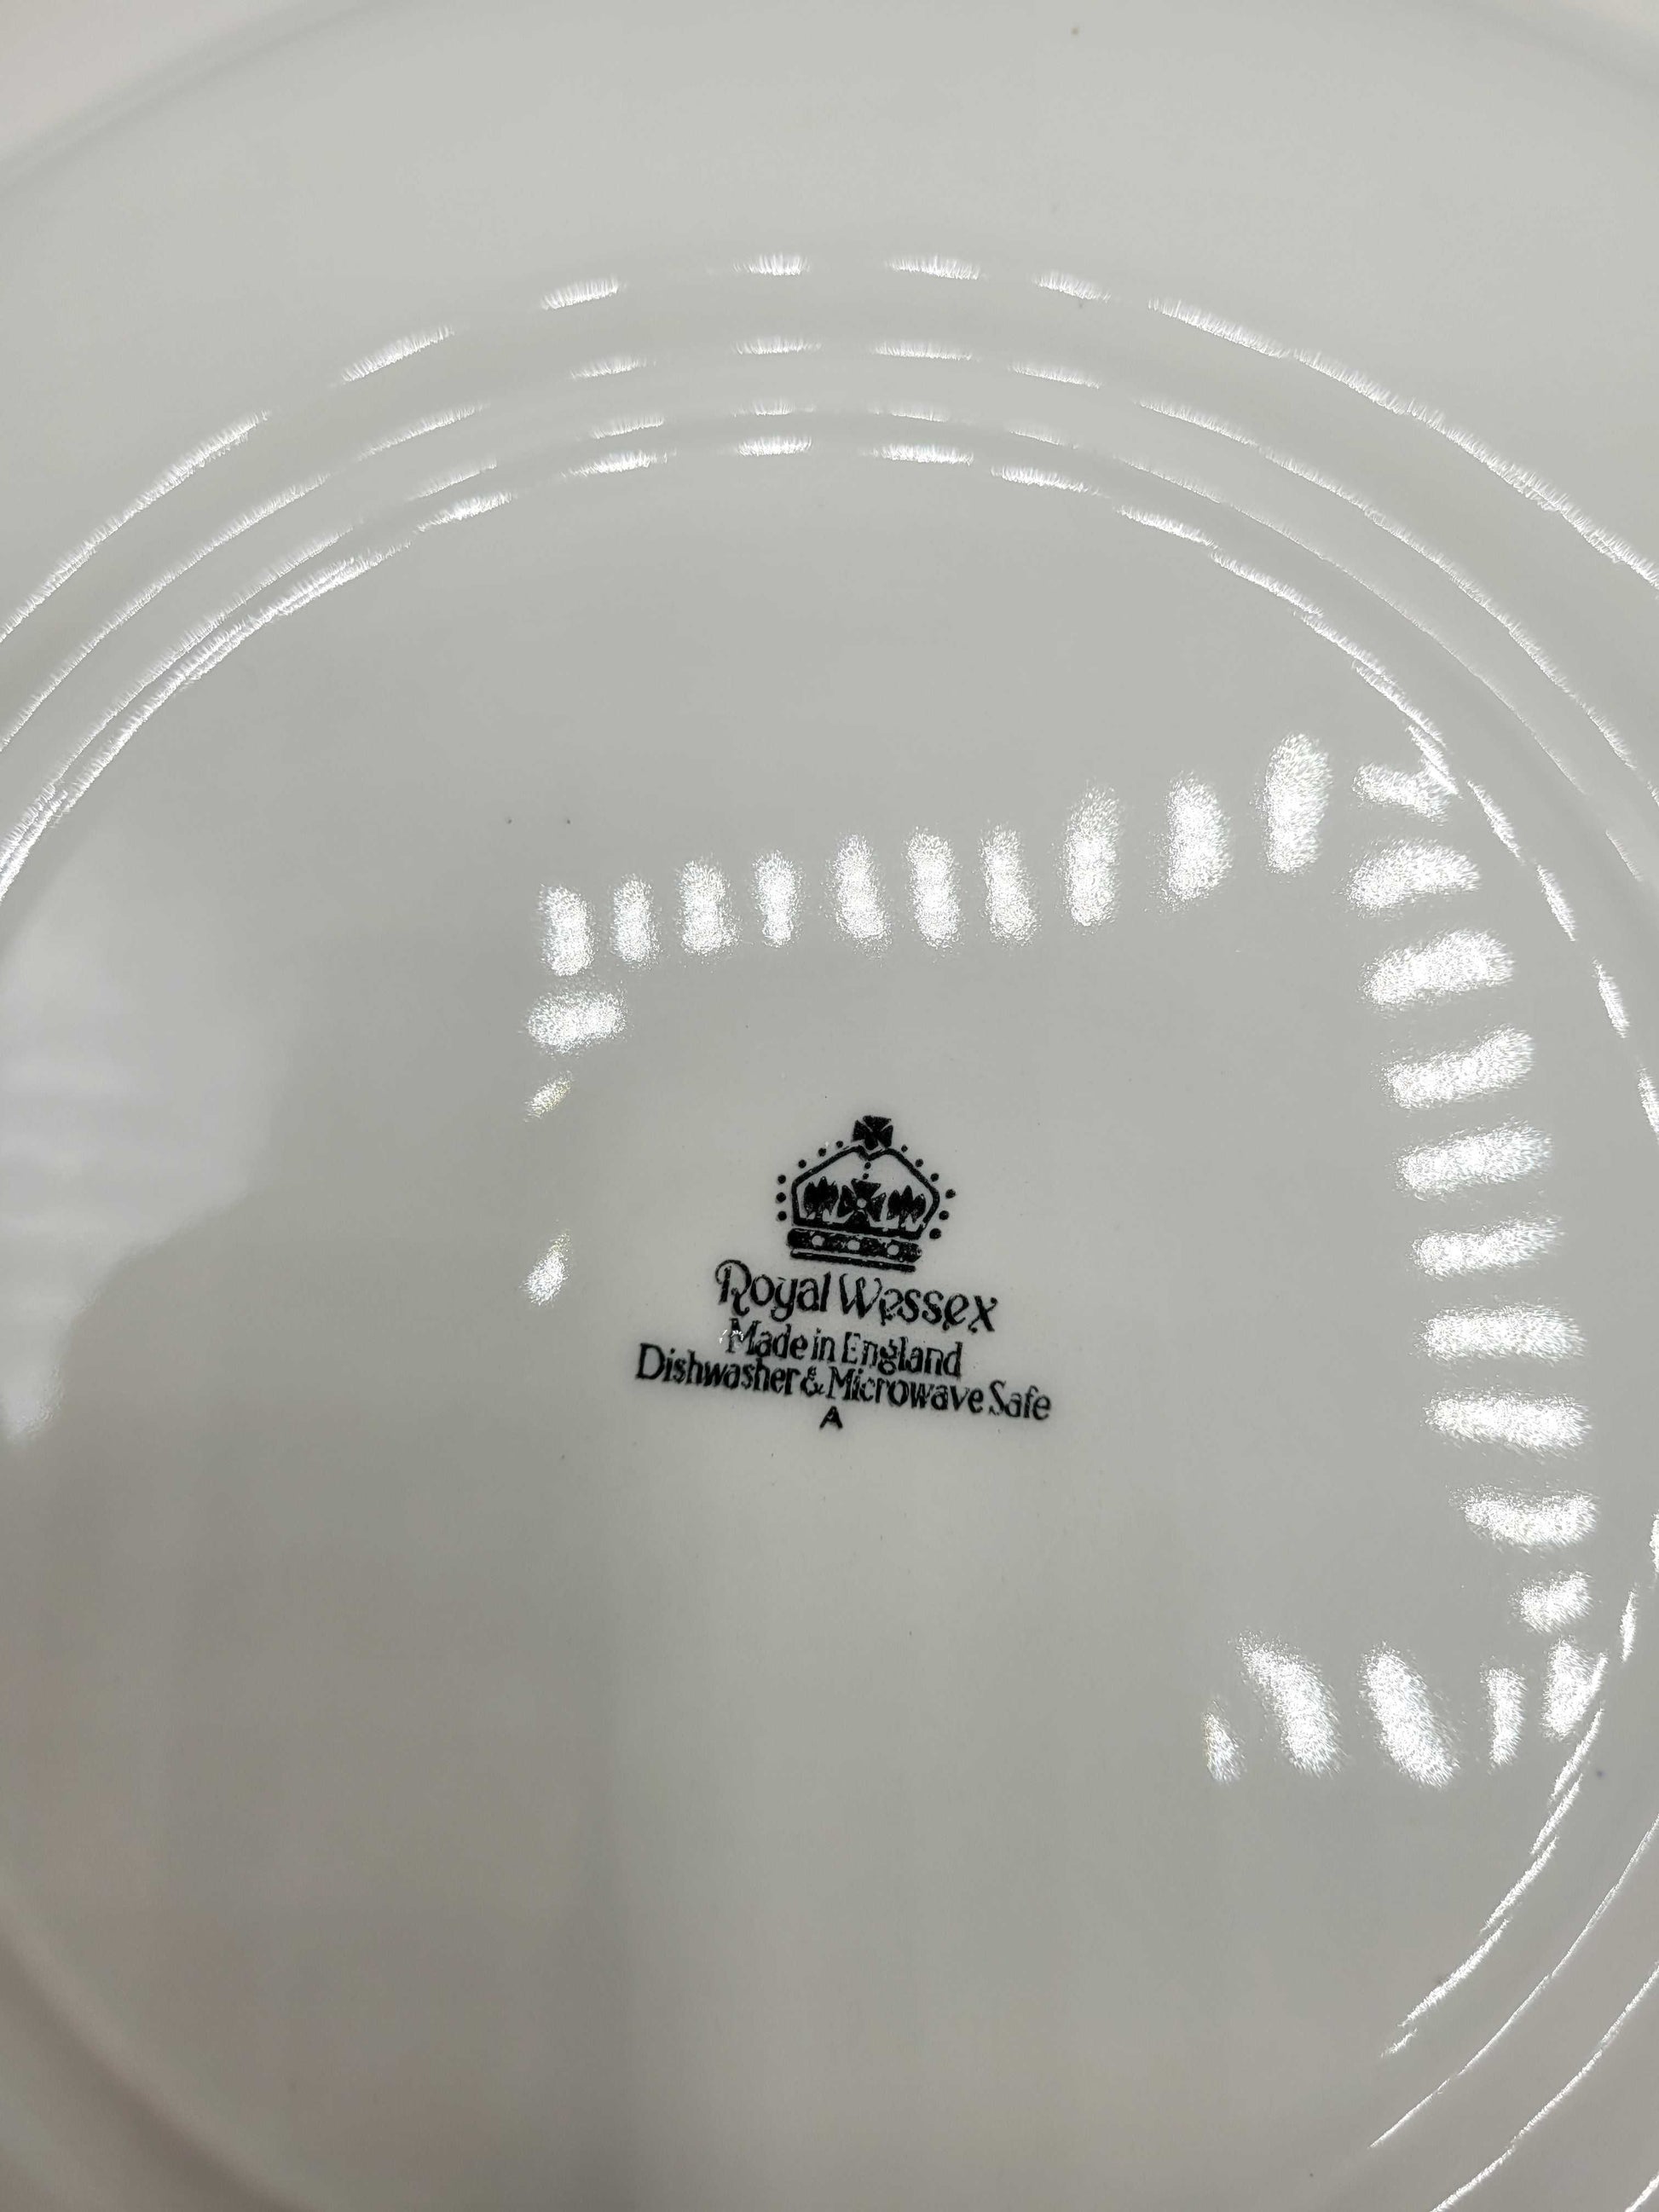 Royal Wessex
Made in England
Dishwasher & Microwave Safe
A